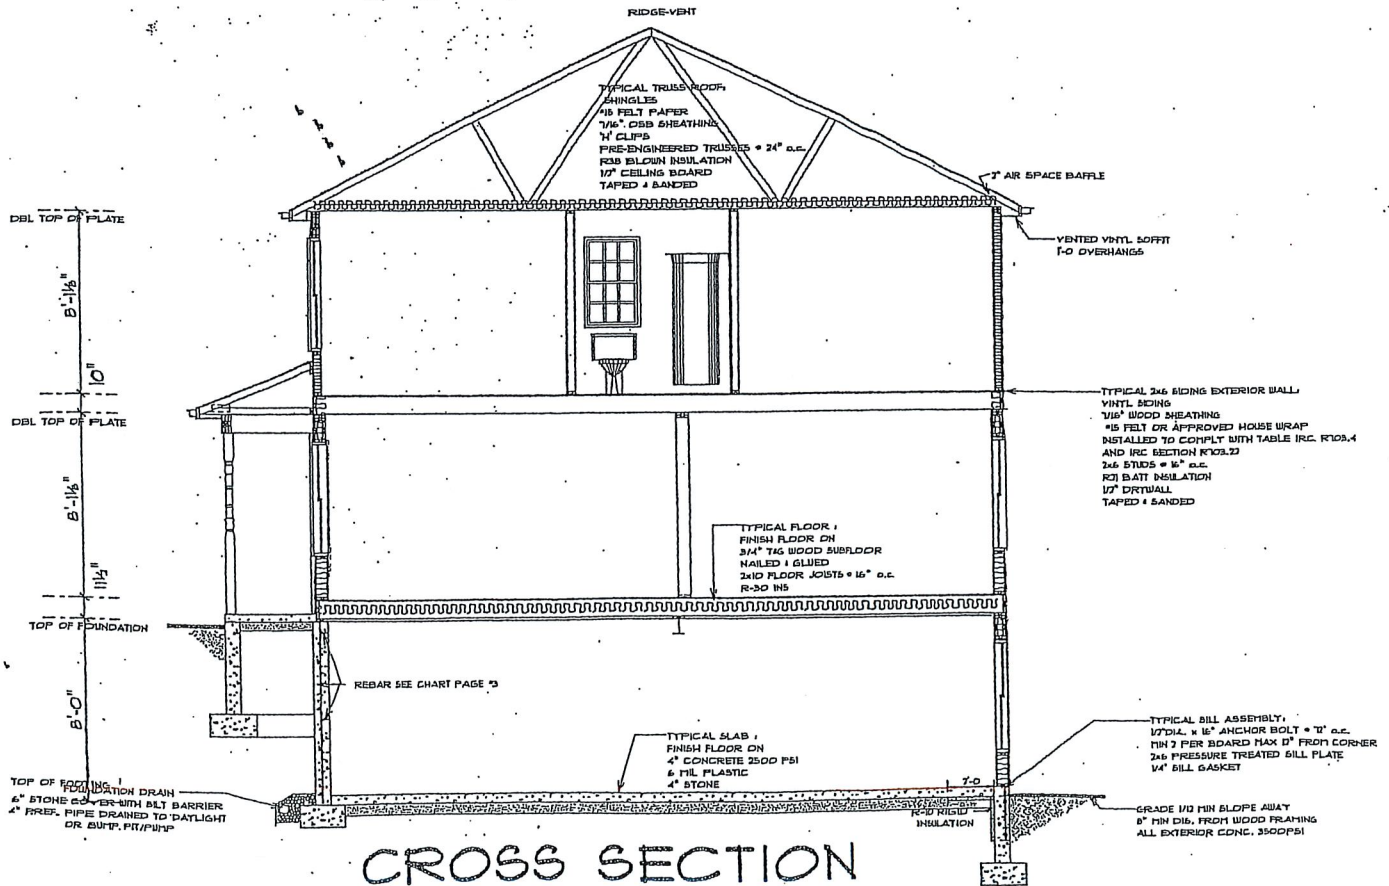 RIDGE-VENT
TYPICAL TRUSS ROOF:
SHINGLES
#15 FELT PAPER
7/16" OSB SHEATHING
'H' CLIPS
PRE-ENGINEERED TRUSSES @ 24" o.c.
R38 BLOWN INSULATION
1/2" CEILING BOARD
TAPED & SANDED
2" AIR SPACE BAFFLE
DBL TOP OF PLATE
VENTED VINYL SOFFIT
1'-0 OVERHANGS
8'-1 1/8"
10"
TYPICAL 2x6 SIDING EXTERIOR WALL:
VINYL SIDING
7/16" WOOD SHEATHING
#15 FELT OR APPROVED HOUSE WRAP
INSTALLED TO COMPLY WITH TABLE IRC R703.4
AND IRC SECTION R703.2)
2x6 STUDS @ 16" o.c.
R21 BATT INSULATION
1/2" DRYWALL
TAPED & SANDED
DBL TOP OF PLATE
8'-1 1/8"
TYPICAL FLOOR :
FINISH FLOOR ON
3/4" T&G WOOD SUBFLOOR
NAILED & GLUED
2x10 FLOOR JOISTS @ 16" o.c.
R-30 INS
TOP OF FOUNDATION
REBAR SEE CHART PAGE #3
8'-0"
TYPICAL SLAB :
FINISH FLOOR ON
4" CONCRETE 2500 PSI
6 MIL PLASTIC
4" STONE
TYPICAL SILL ASSEMBLY:
1/2" DIA. x 16" ANCHOR BOLT @ 72" o.c.
MIN 2 PER BOARD MAX 12" FROM CORNER
2x6 PRESSURE TREATED SILL PLATE
1/4" SILL GASKET
2'-0
R-10 RIGID
INSULATION
TOP OF FOOTING
FOUNDATION DRAIN
6" STONE COVER WITH SILT BARRIER
4" PREF. PIPE DRAINED TO DAYLIGHT
OR SUMP. PIT/PUMP
GRADE 1/12 MIN SLOPE AWAY
8" MIN DIS. FROM WOOD FRAMING
ALL EXTERIOR CONC. 3500PSI
CROSS SECTION